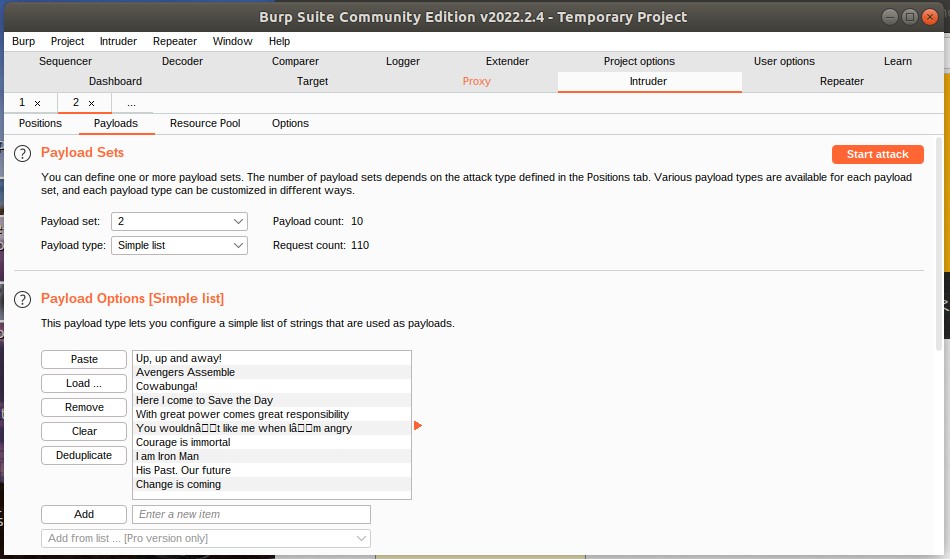 Burp Suite Community Edition v2022.2.4 - Temporary Project
Burp Project Intruder Repeater Window Help
Sequencer Decoder Comparer Logger Extender Project options User options Learn
Dashboard Target Proxy Intruder Repeater
1 × 2 × ...
Positions Payloads Resource Pool Options
? Payload Sets Start attack
You can define one or more payload sets. The number of payload sets depends on the attack type defined in the Positions tab. Various payload types are available for each payload
set, and each payload type can be customized in different ways.
Payload set: 2 Payload count: 10
Payload type: Simple list Request count: 110
? Payload Options [Simple list]
This payload type lets you configure a simple list of strings that are used as payloads.
Paste Up, up and away!
Avengers Assemble
Load ... Cowabunga!
Here I come to Save the Day
Remove With great power comes great responsibility
Clear You wouldnâ□□t like me when Iâ□□m angry
Courage is immortal
Deduplicate I am Iron Man
His Past. Our future
Change is coming
Add Enter a new item
Add from list ... [Pro version only]